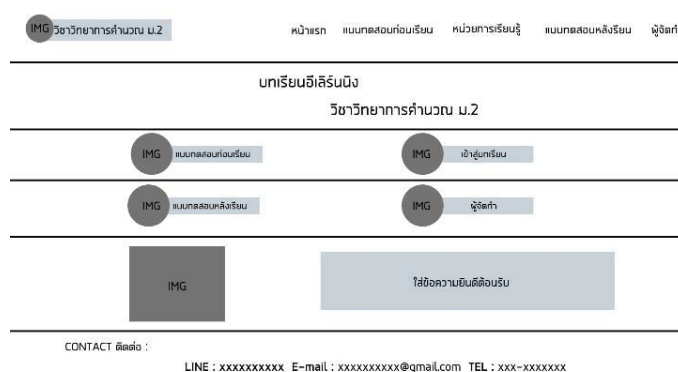 IMG วิชาวิทยาการคำนวณ ม.2 หน้าแรก แบบทดสอบก่อนเรียน หน่วยการเรียนรู้ แบบทดสอบหลังเรียน ผู้จัดทำ
บทเรียนอีเลิร์นนิง
วิชาวิทยาการคำนวณ ม.2
IMG แบบทดสอบก่อนเรียน IMG เข้าสู่บทเรียน
IMG แบบทดสอบหลังเรียน IMG ผู้จัดทำ
IMG ใส่ข้อความยินดีต้อนรับ
CONTACT ติดต่อ :
LINE : xxxxxxxxxx E-mail : xxxxxxxxxx@gmail.com TEL : xxx-xxxxxxx